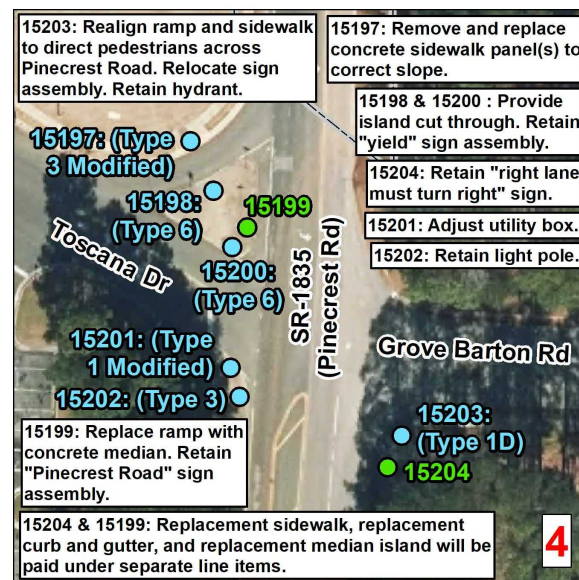 15203: Realign ramp and sidewalk
to direct pedestrians across
Pinecrest Road. Relocate sign
assembly. Retain hydrant.
15197: Remove and replace
concrete sidewalk panel(s) to
correct slope.
15198 & 15200 : Provide
island cut through. Retain
"yield" sign assembly.
15204: Retain "right lane
must turn right" sign.
15201: Adjust utility box.
15202: Retain light pole.
15197: (Type
3 Modified)
15198:
(Type 6)
15199
15200:
(Type 6)
Toscana Dr
SR-1835
(Pinecrest Rd)
Grove Barton Rd
15201: (Type
1 Modified)
15202: (Type 3)
15203:
(Type 1D)
15204
15199: Replace ramp with
concrete median. Retain
"Pinecrest Road" sign
assembly.
15204 & 15199: Replacement sidewalk, replacement
curb and gutter, and replacement median island will be
paid under separate line items.
4